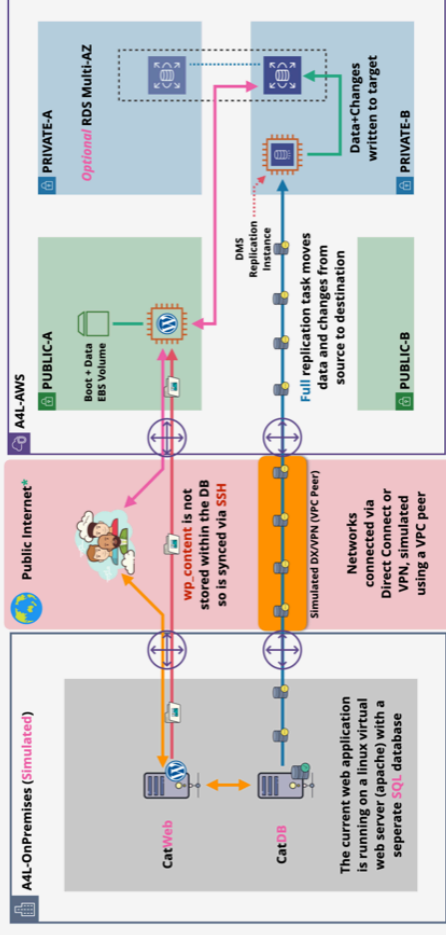 A4L-OnPremises (Simulated)
CatWeb
CatDB
The current web application
is running on a linux virtual
web server (apache) with a
seperate SQL database
Public Internet*
wp_content is not
stored within the DB
so is synced via SSH
Simulated DX/VPN (VPC Peer)
Networks
connected via
Direct Connect or
VPN, simulated
using a VPC peer
A4L-AWS
PUBLIC-A
Boot + Data
EBS Volume
Full replication task moves
data and changes from
source to destination
PUBLIC-B
PRIVATE-A
Optional RDS Multi-AZ
DMS
Replication
Instance
Data+Changes
written to target
PRIVATE-B